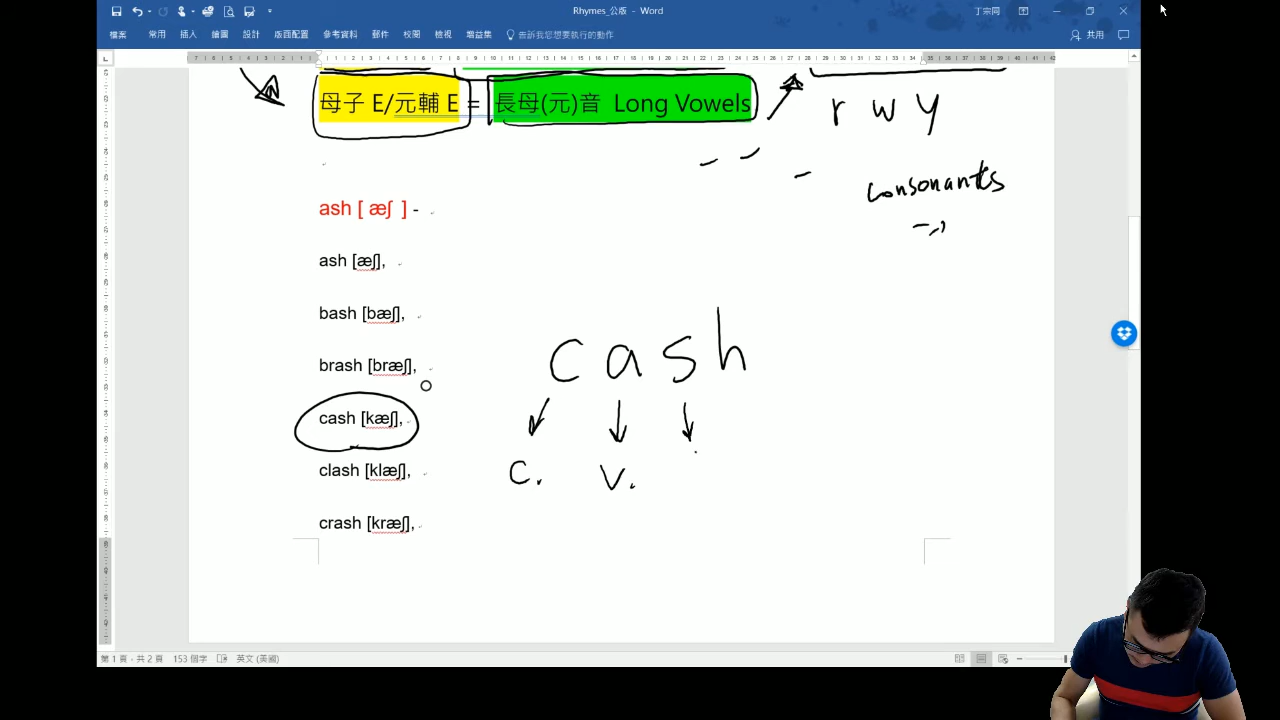 Rhymes_公版 - Word
丁宗岡
檔案 常用 插入 繪圖 設計 版面配置 參考資料 郵件 校閱 檢視 增益集 告訴我您想要執行的動作 共用
母子 E/元輔 E = 長母(元)音 Long Vowels
r w y
consonants
ash [ æʃ ] -
ash [æʃ],
bash [bæʃ],
brash [bræʃ],
cash [kæʃ],
clash [klæʃ],
crash [kræʃ],
cash
c. v.
第 1 頁，共 2 頁 153 個字 英文 (美國)